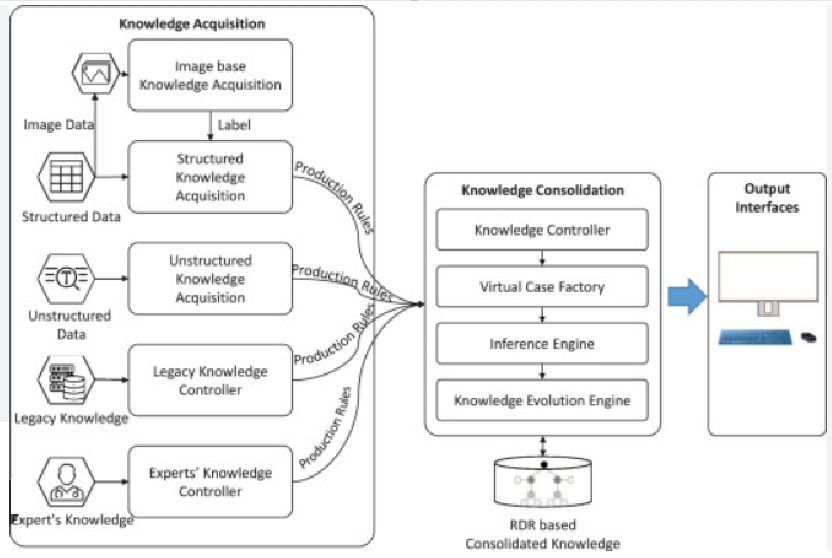 Knowledge Acquisition
Image base
Knowledge Acquisition
Image Data
Label
Structured
Knowledge
Acquisition
Structured Data
Production Rules
Unstructured
Knowledge
Acquisition
Unstructured
Data
Production Rules
Legacy Knowledge
Controller
Legacy Knowledge
Production Rules
Experts' Knowledge
Controller
Expert's Knowledge
Production Rules
Knowledge Consolidation
Knowledge Controller
Virtual Case Factory
Inference Engine
Knowledge Evolution Engine
RDR based
Consolidated Knowledge
Output
Interfaces